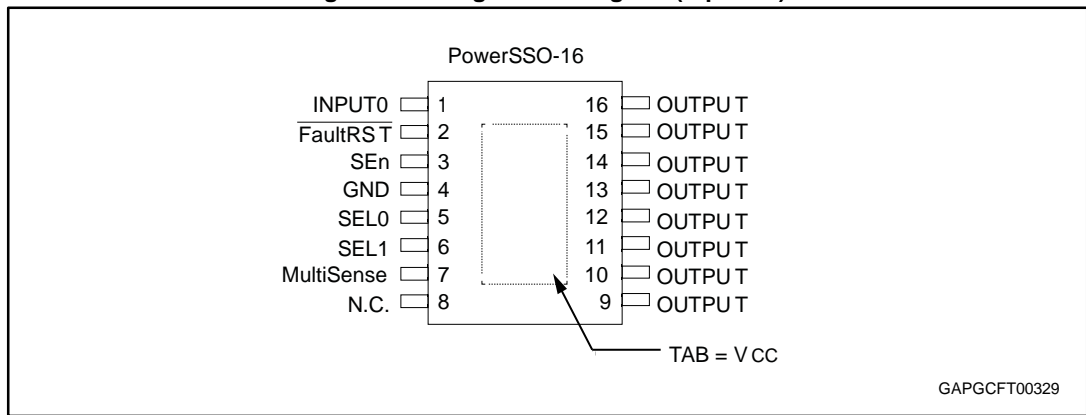 PowerSSO-16
INPUT0 1 16 OUTPUT
FaultRST 2 15 OUTPUT
SEn 3 14 OUTPUT
GND 4 13 OUTPUT
SEL0 5 12 OUTPUT
SEL1 6 11 OUTPUT
MultiSense 7 10 OUTPUT
N.C. 8 9 OUTPUT
TAB = VCC
GAPGCFT00329